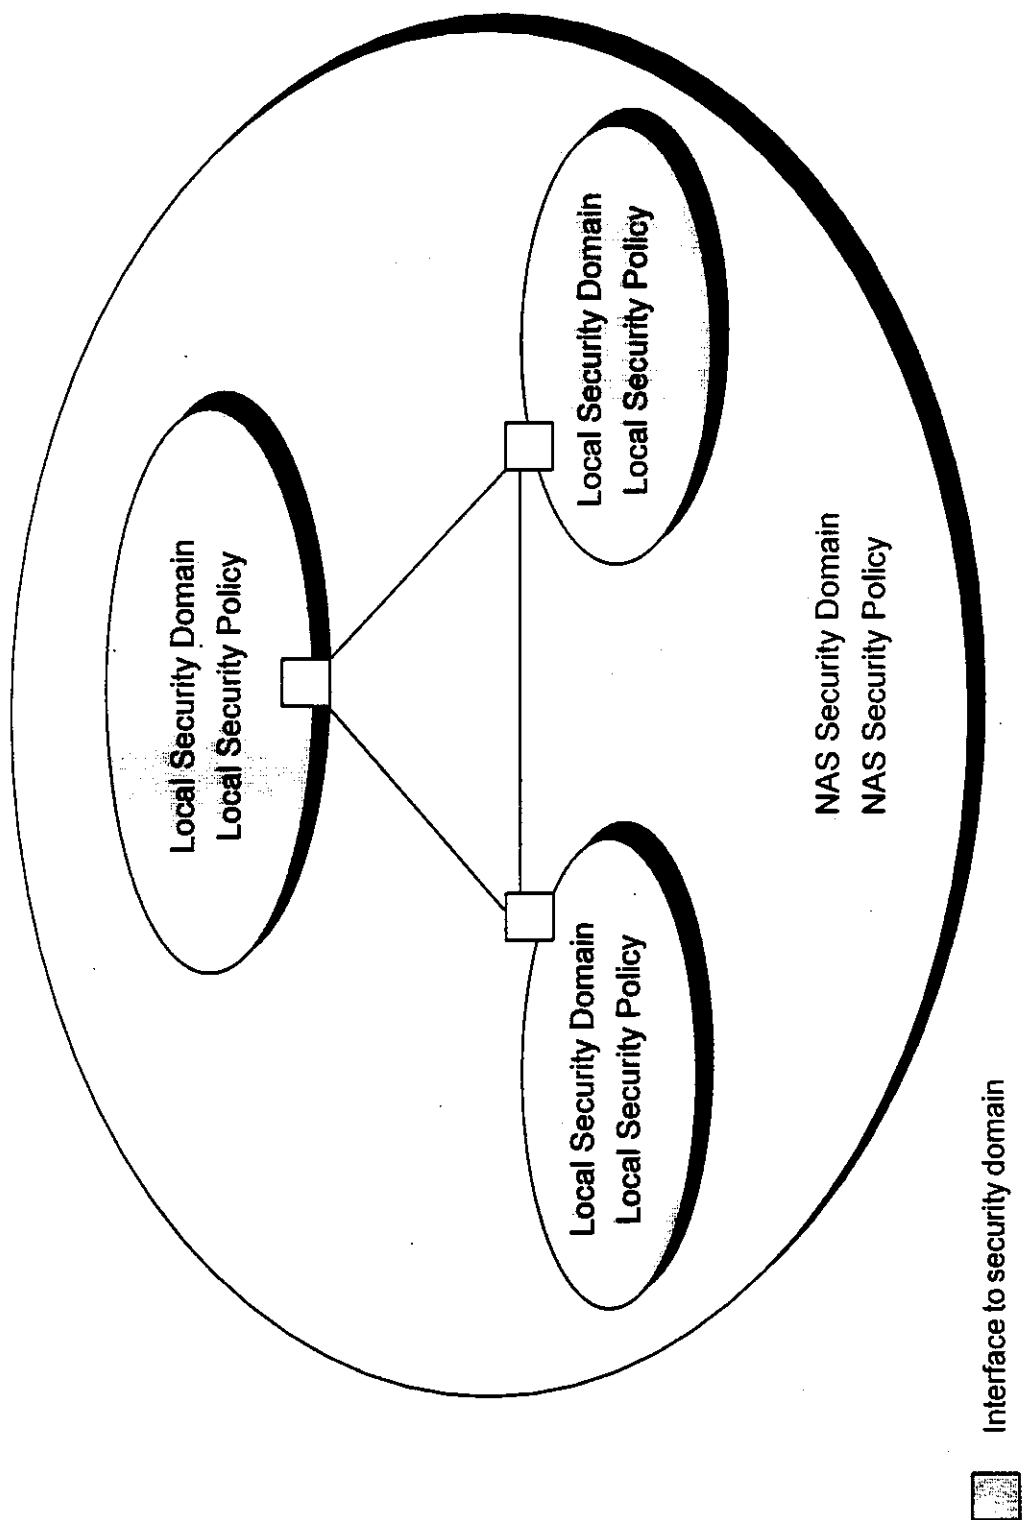 Local Security Domain
Local Security Policy
Local Security Domain
Local Security Policy
Local Security Domain
Local Security Policy
NAS Security Domain
NAS Security Policy
Interface to security domain